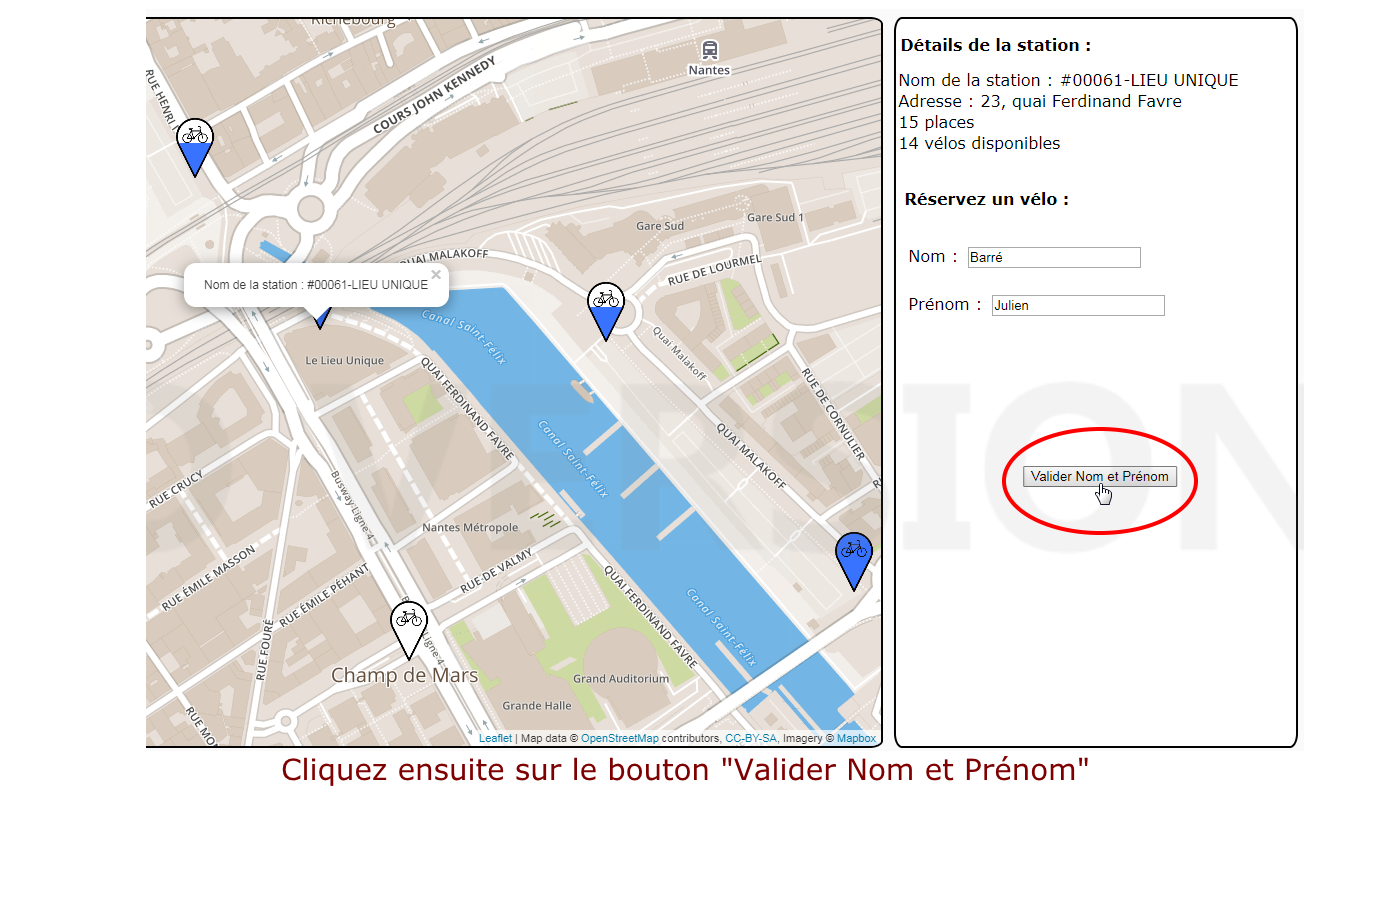 Richebourg
Nantes
RUE HENRI
COURS JOHN KENNEDY
Gare Sud 1
Gare Sud
QUAI MALAKOFF
RUE DE LOURMEL
×
Nom de la station : #00061-LIEU UNIQUE
Canal Saint-Félix
Quai Malakoff
Le Lieu Unique
QUAI FERDINAND FAVRE
RUE DE CORNULIER
Canal Saint-Félix
QUAI MALAKOFF
RUE CRUCY
Busway Ligne 4
Nantes Métropole
RUE ÉMILE MASSON
RUE ÉMILE PÉHANT
RUE DE VALMY
QUAI FERDINAND FAVRE
Canal Saint-Félix
Ligne 4
RUE FOURÉ
Champ de Mars
Grand Auditorium
Grande Halle
RUE MO
Leaflet | Map data © OpenStreetMap contributors, CC-BY-SA, Imagery © Mapbox
Détails de la station :
Nom de la station : #00061-LIEU UNIQUE
Adresse : 23, quai Ferdinand Favre
15 places
14 vélos disponibles
Réservez un vélo :
Nom : Barré
Prénom : Julien
Valider Nom et Prénom
Cliquez ensuite sur le bouton "Valider Nom et Prénom"